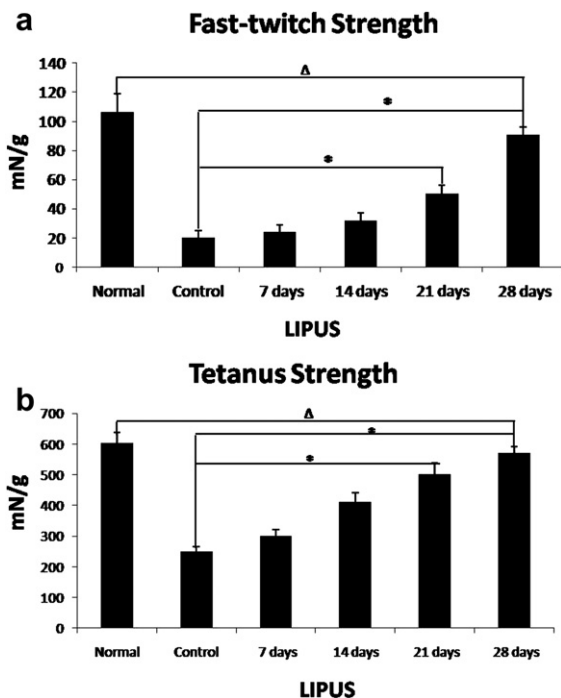 a
Fast-twitch Strength
mN/g
140
120
100
80
60
40
20
0
Δ
*
*
Normal Control 7 days 14 days 21 days 28 days
LIPUS
b
Tetanus Strength
mN/g
700
600
500
400
300
200
100
0
Δ
*
*
Normal Control 7 days 14 days 21 days 28 days
LIPUS